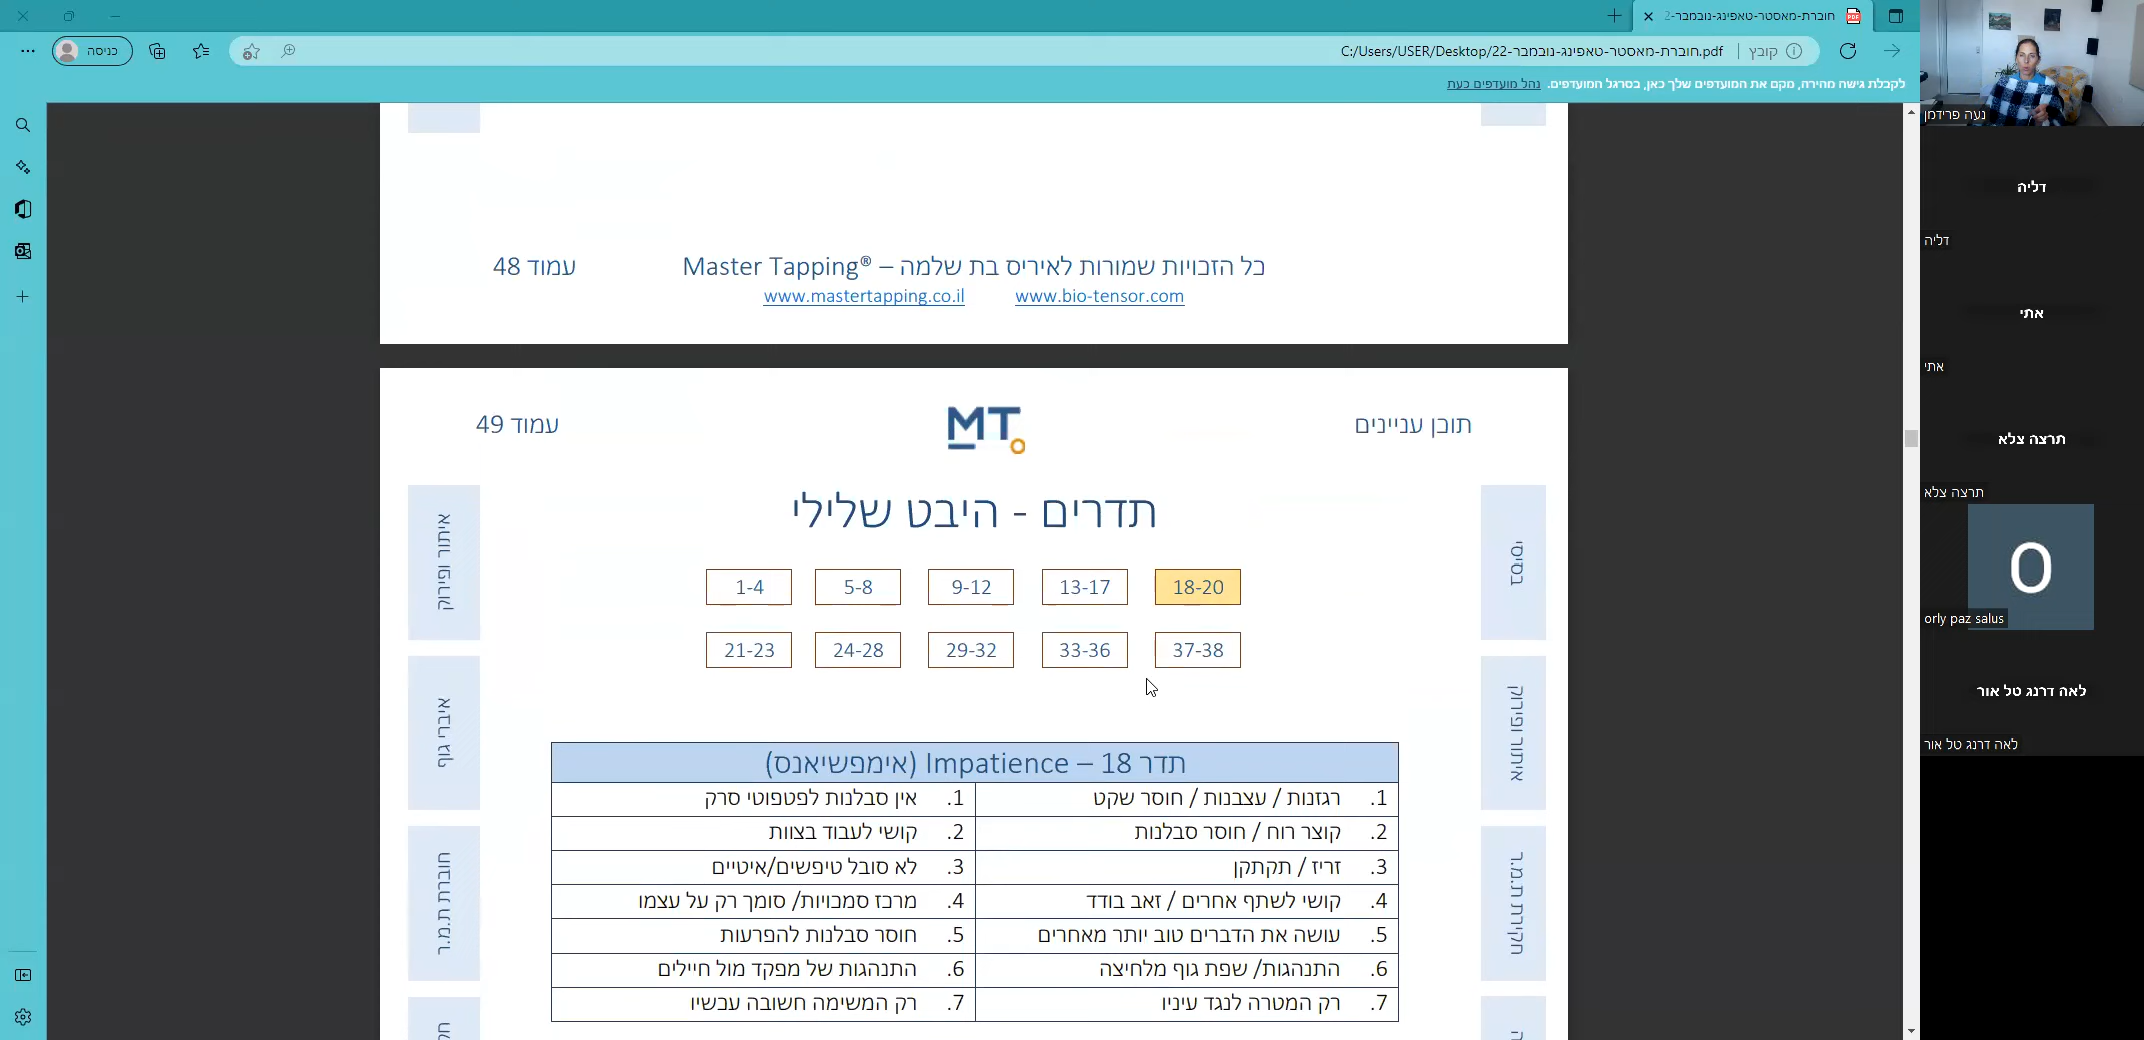 חוברת-מאסטר-טאפינג-נובמבר-2
כניסה
קובץ
C:/Users/USER/Desktop/חוברת-מאסטר-טאפינג-נובמבר-22.pdf
לקבלת גישה מהירה, מקם את המועדפים שלך כאן, בסרגל המועדפים. נהל מועדפים כעת
כל הזכויות שמורות לאיריס בת שלמה – Master Tapping®
עמוד 48
www.mastertapping.co.il www.bio-tensor.com
תוכן עניינים
MT
עמוד 49
תדרים - היבט שלילי
1-4 5-8 9-12 13-17 18-20
21-23 24-28 29-32 33-36 37-38
תדר 18 – Impatience (אימפשיאנס)
1. רגזנות / עצבנות / חוסר שקט
1. אין סבלנות לפטפוטי סרק
2. קוצר רוח / חוסר סבלנות
2. קושי לעבוד בצוות
3. זריז / תקתקן
3. לא סובל טיפשים/איטיים
4. קושי לשתף אחרים / זאב בודד
4. מרכז סמכויות/ סומך רק על עצמו
5. עושה את הדברים טוב יותר מאחרים
5. חוסר סבלנות להפרעות
6. התנהגות/ שפת גוף מלחיצה
6. התנהגות של מפקד מול חיילים
7. רק המטרה לנגד עיניו
7. רק המשימה חשובה עכשיו
בסיסי
איתור ופירוק
חקירת ת.מ.ר
איתור ופירוק
איברי גוף
חוברת ת.מ.ר
נעה פרידמן
דליה
דליה
אתי
אתי
תרצה צלא
תרצה צלא
O
orly paz salus
לאה דרנג טל אור
לאה דרנג טל אור